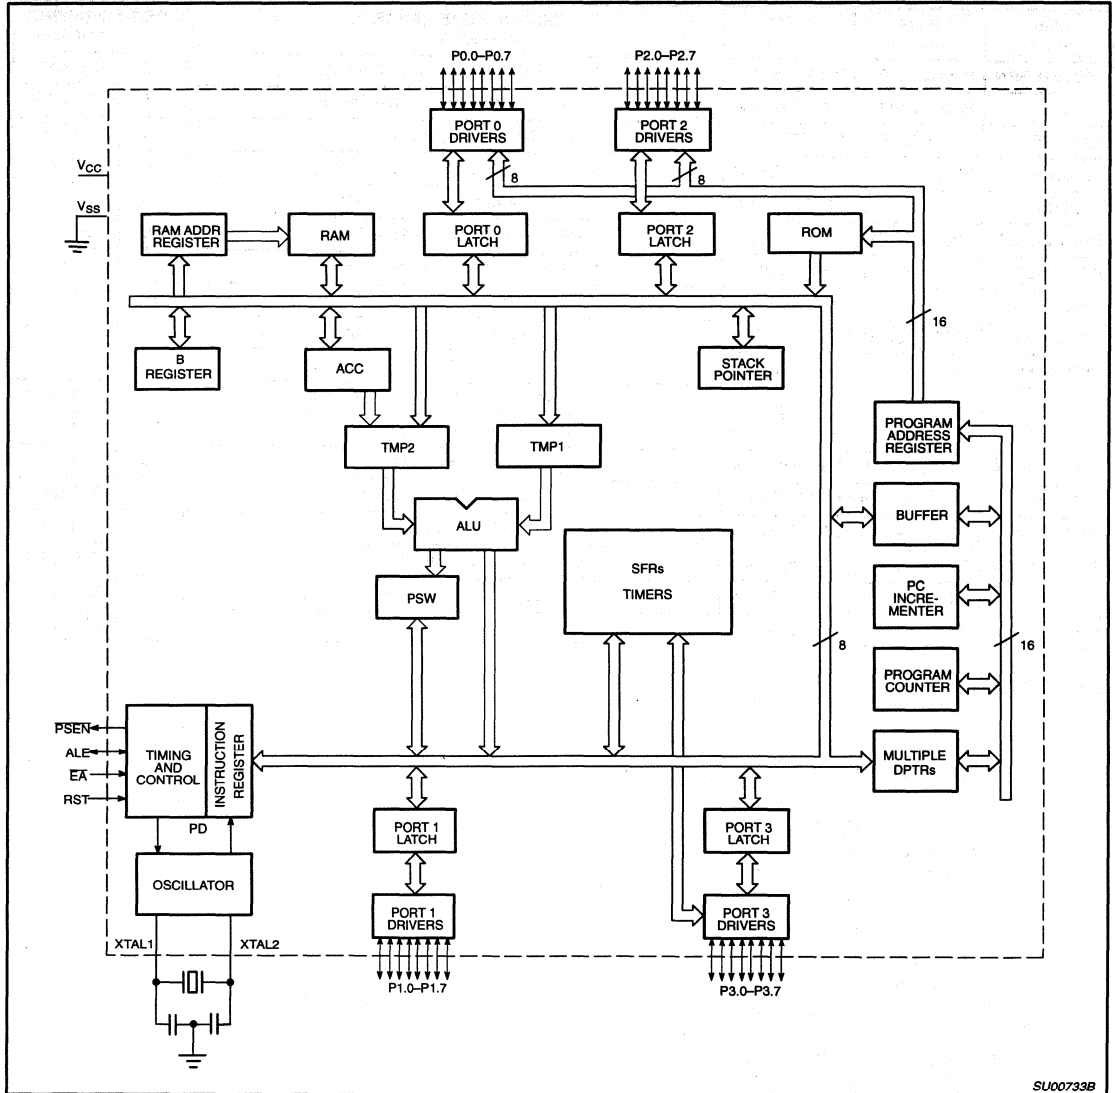 P0.0–P0.7
P2.0–P2.7
PORT 0
DRIVERS
PORT 2
DRIVERS
VCC
8
8
VSS
RAM ADDR
REGISTER
RAM
PORT 0
LATCH
PORT 2
LATCH
ROM
16
B
REGISTER
ACC
STACK
POINTER
PROGRAM
ADDRESS
REGISTER
TMP2
TMP1
BUFFER
ALU
SFRs
TIMERS
PC
INCRE-
MENTER
PSW
8
16
PROGRAM
COUNTER
PSEN
ALE
EA
RST
TIMING
AND
CONTROL
INSTRUCTION
REGISTER
MULTIPLE
DPTRs
PD
PORT 1
LATCH
PORT 3
LATCH
OSCILLATOR
PORT 1
DRIVERS
PORT 3
DRIVERS
XTAL1
XTAL2
P1.0–P1.7
P3.0–P3.7
SU00733B